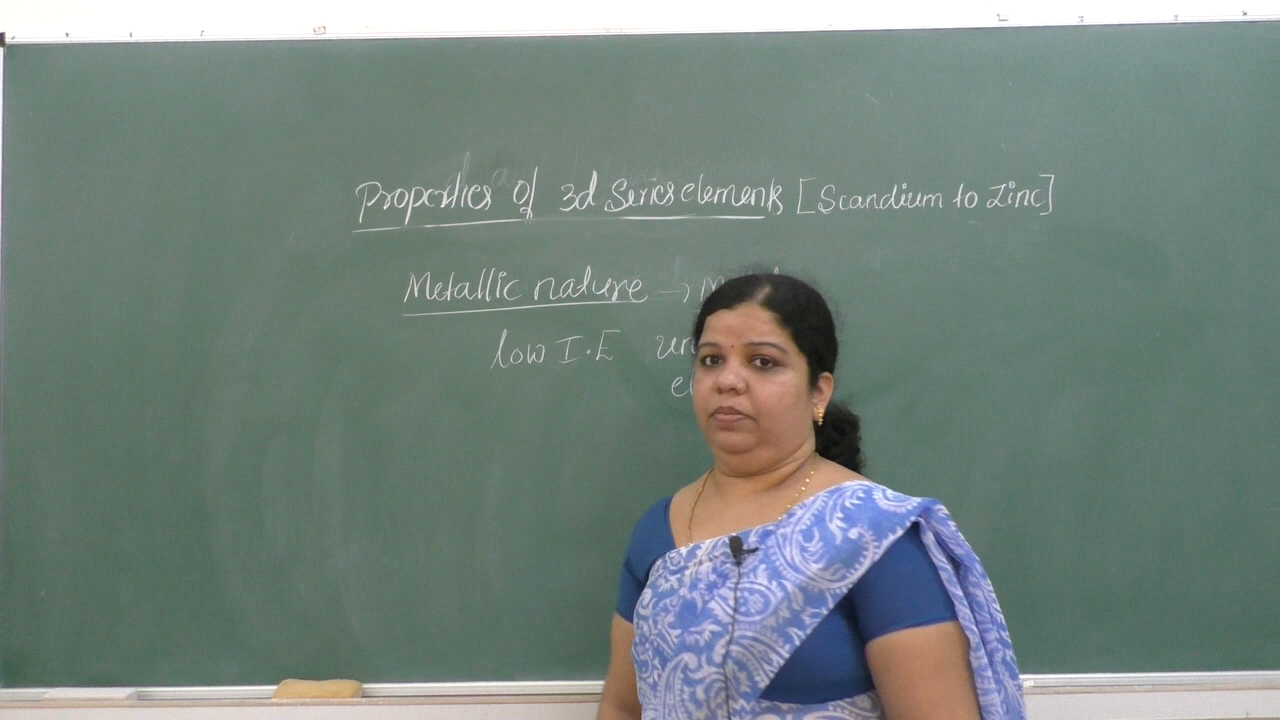 Properties of 3d Series elements [Scandium to Zinc]
Metallic nature →
low I.E